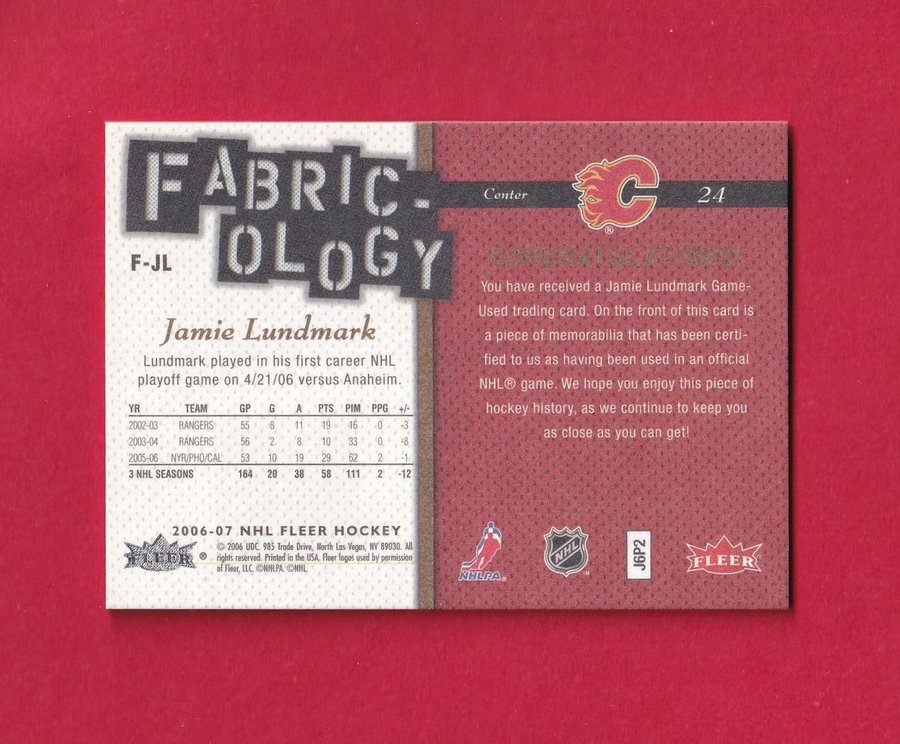 FABRIC-
OLOGY
F-JL
Jamie Lundmark
Lundmark played in his first career NHL
playoff game on 4/21/06 versus Anaheim.
YR TEAM GP G A PTS PIM PPG +/-
2002-03 RANGERS 55 8 11 19 16 0 -3
2003-04 RANGERS 56 2 8 10 33 0 -8
2005-06 NYR/PHO/CAL 53 10 19 29 62 2 -1
3 NHL SEASONS 164 20 38 58 111 2 -12
2006-07 NHL FLEER HOCKEY
FLEER ®
© 2006 UDC. 985 Trade Drive, North Las Vegas, NV 89030. All
rights reserved. Printed in the USA. Fleer logos used by permission
of Fleer, LLC. ©NHLPA. ©NHL.
Center C ® 24
CONGRATULATIONS!
You have received a Jamie Lundmark Game-
Used trading card. On the front of this card is
a piece of memorabilia that has been certi-
fied to us as having been used in an official
NHL® game. We hope you enjoy this piece of
hockey history, as we continue to keep you
as close as you can get!
NHLPA
NHL
J6P2
FLEER